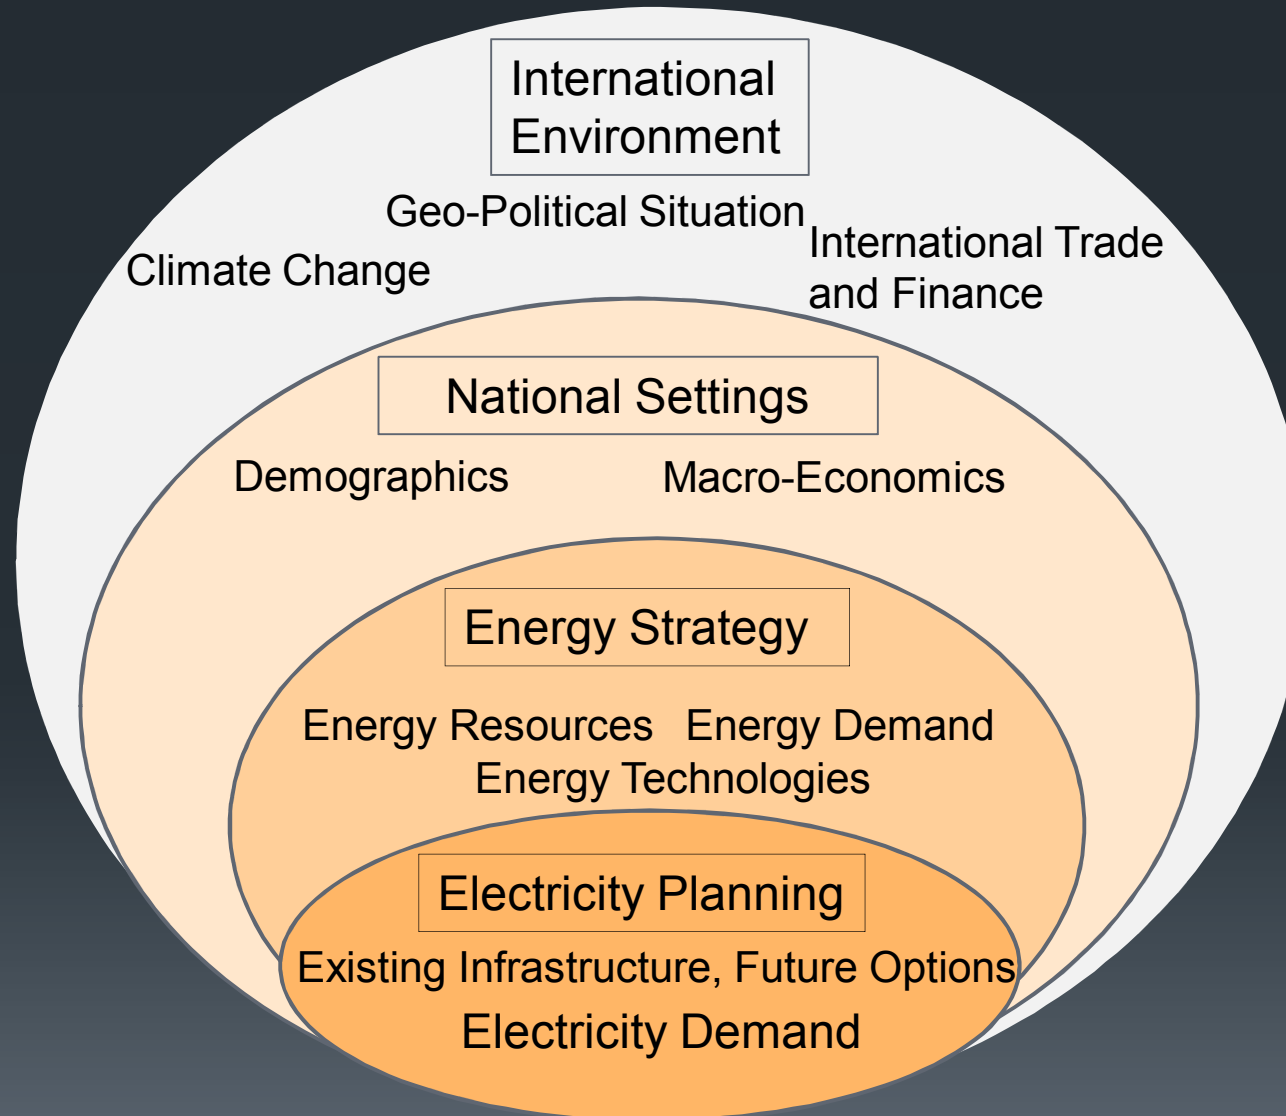 International
Environment
Geo-Political Situation
International Trade
and Finance
Climate Change
National Settings
Demographics
Macro-Economics
Energy Strategy
Energy Resources
Energy Demand
Energy Technologies
Electricity Planning
Existing Infrastructure, Future Options
Electricity Demand